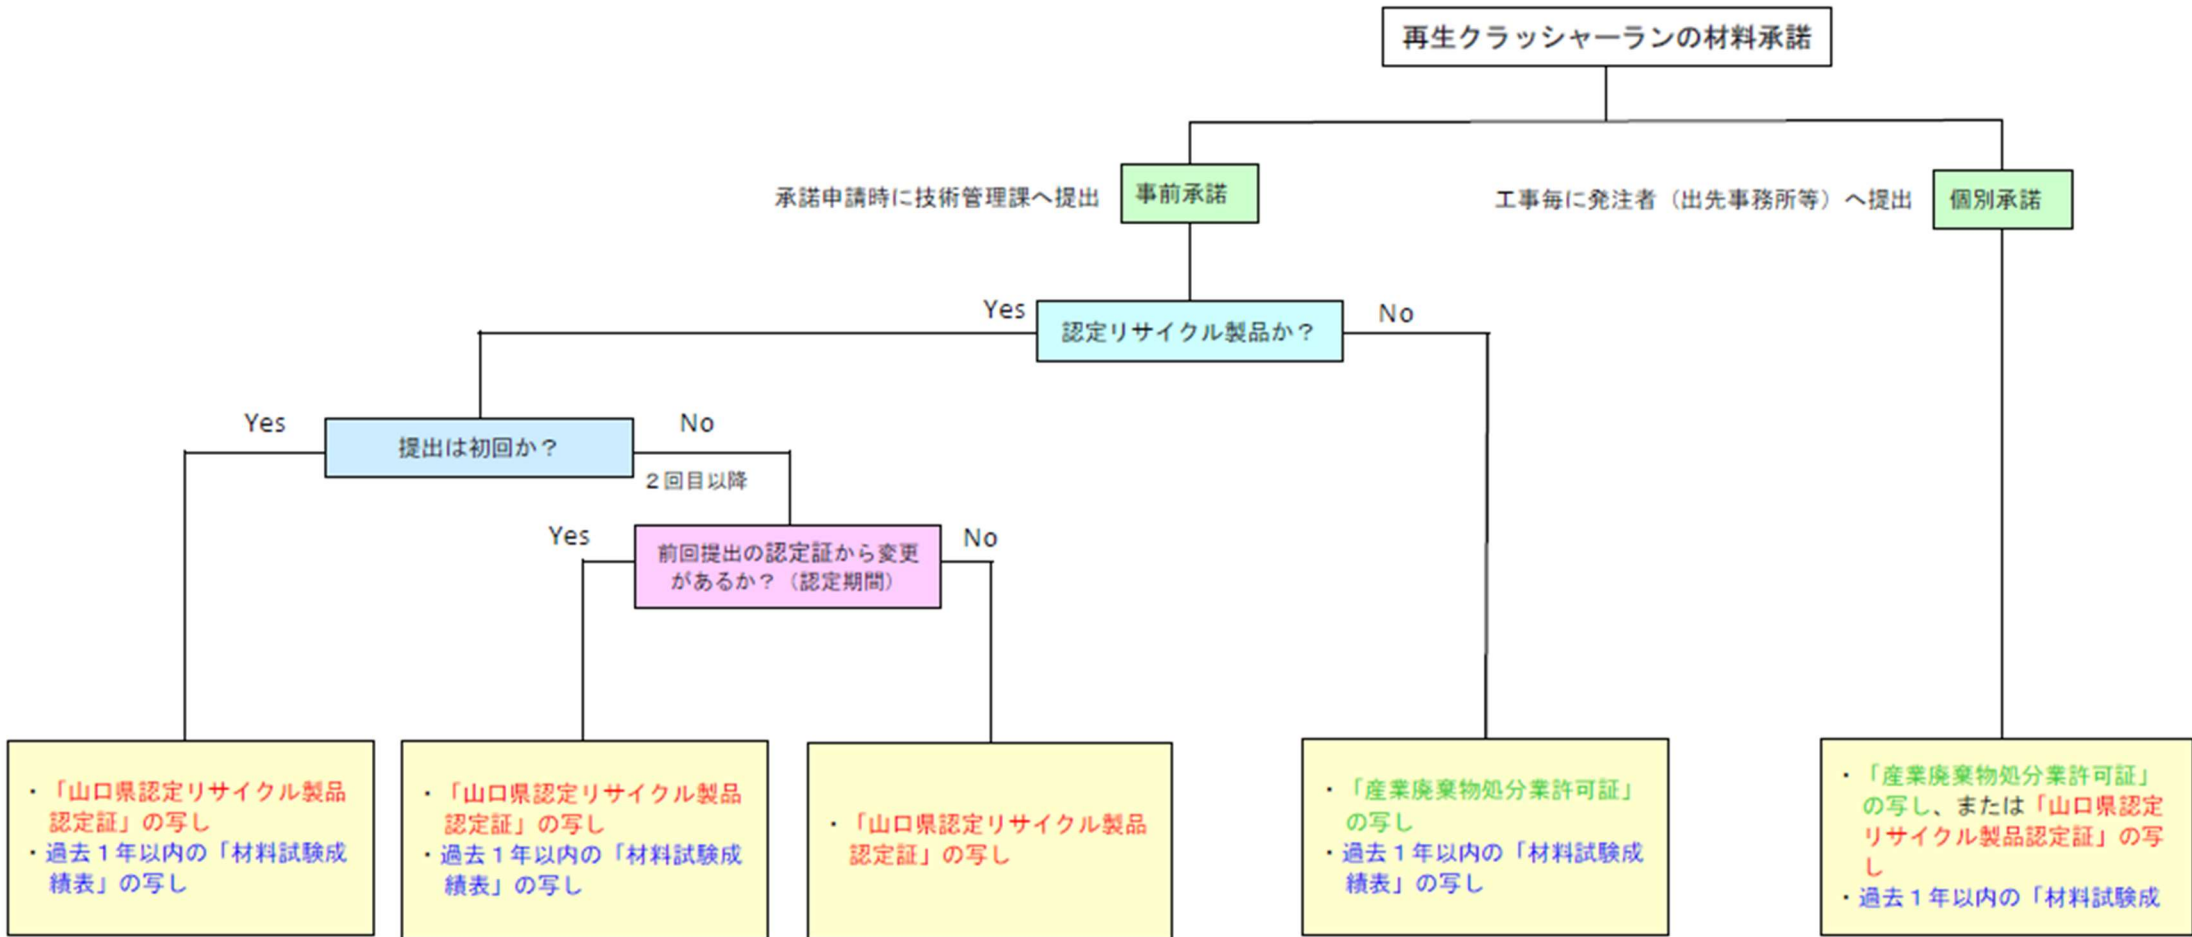 再生クラッシャーランの材料承諾
承諾申請時に技術管理課へ提出
事前承諾
工事毎に発注者（出先事務所等）へ提出
個別承諾
Yes
認定リサイクル製品か？
No
Yes
提出は初回か？
No
２回目以降
Yes
前回提出の認定証から変更
があるか？（認定期間）
No
・「山口県認定リサイクル製品
認定証」の写し
・過去１年以内の「材料試験成
績表」の写し
・「山口県認定リサイクル製品
認定証」の写し
・過去１年以内の「材料試験成
績表」の写し
・「山口県認定リサイクル製品
認定証」の写し
・「産業廃棄物処分業許可証」
の写し
・過去１年以内の「材料試験成
績表」の写し
・「産業廃棄物処分業許可証」
の写し、または「山口県認定
リサイクル製品認定証」の写
し
・過去１年以内の「材料試験成